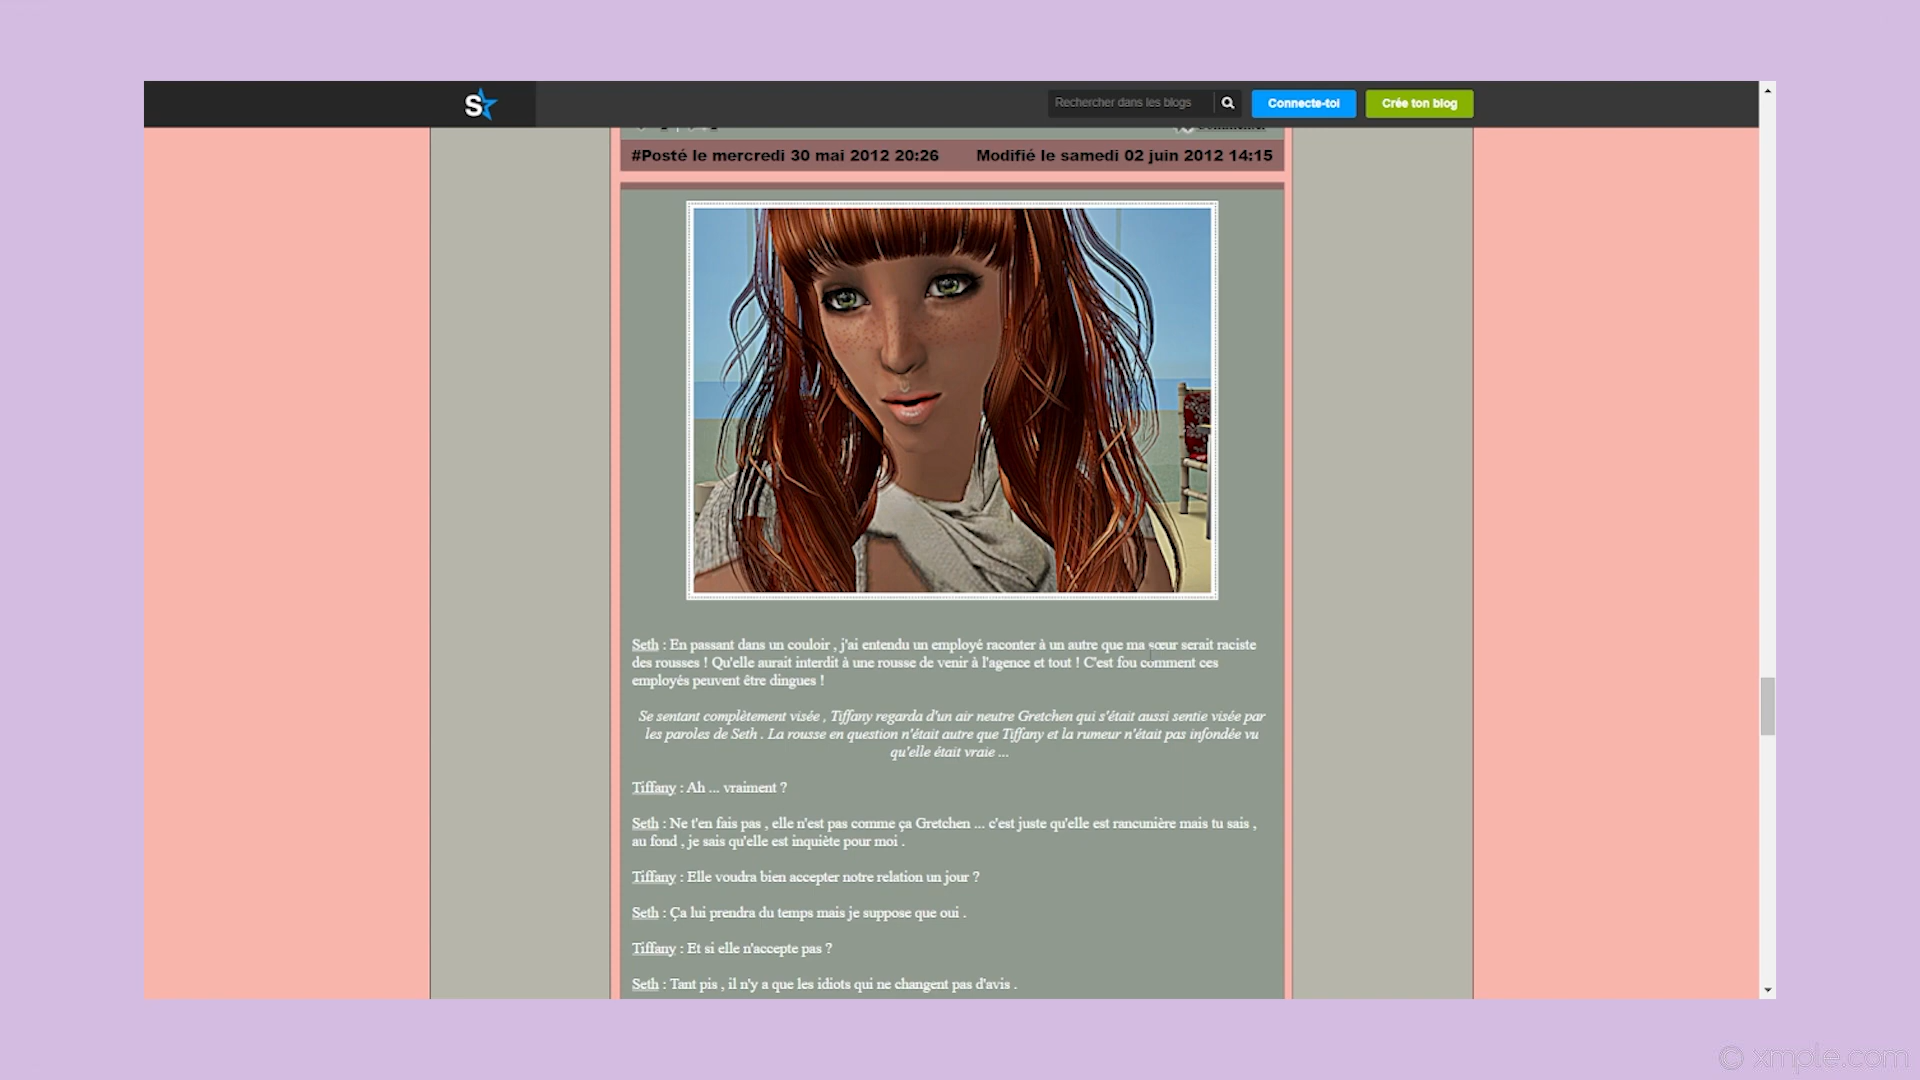 S
Rechercher dans les blogs
Connecte-toi
Crée ton blog
#Posté le mercredi 30 mai 2012 20:26
Modifié le samedi 02 juin 2012 14:15
Seth : En passant dans un couloir , j'ai entendu un employé raconter à un autre que ma sœur serait raciste
des rousses ! Qu'elle aurait interdit à une rousse de venir à l'agence et tout ! C'est fou comment ces
employés peuvent être dingues !
Se sentant complètement visée , Tiffany regarda d'un air neutre Gretchen qui s'était aussi sentie visée par
les paroles de Seth . La rousse en question n'était autre que Tiffany et la rumeur n'était pas infondée vu
qu'elle était vraie ...
Tiffany : Ah ... vraiment ?
Seth : Ne t'en fais pas , elle n'est pas comme ça Gretchen ... c'est juste qu'elle est rancunière mais tu sais ,
au fond , je sais qu'elle est inquiète pour moi .
Tiffany : Elle voudra bien accepter notre relation un jour ?
Seth : Ça lui prendra du temps mais je suppose que oui .
Tiffany : Et si elle n'accepte pas ?
Seth : Tant pis , il n'y a que les idiots qui ne changent pas d'avis .
© xmple.com